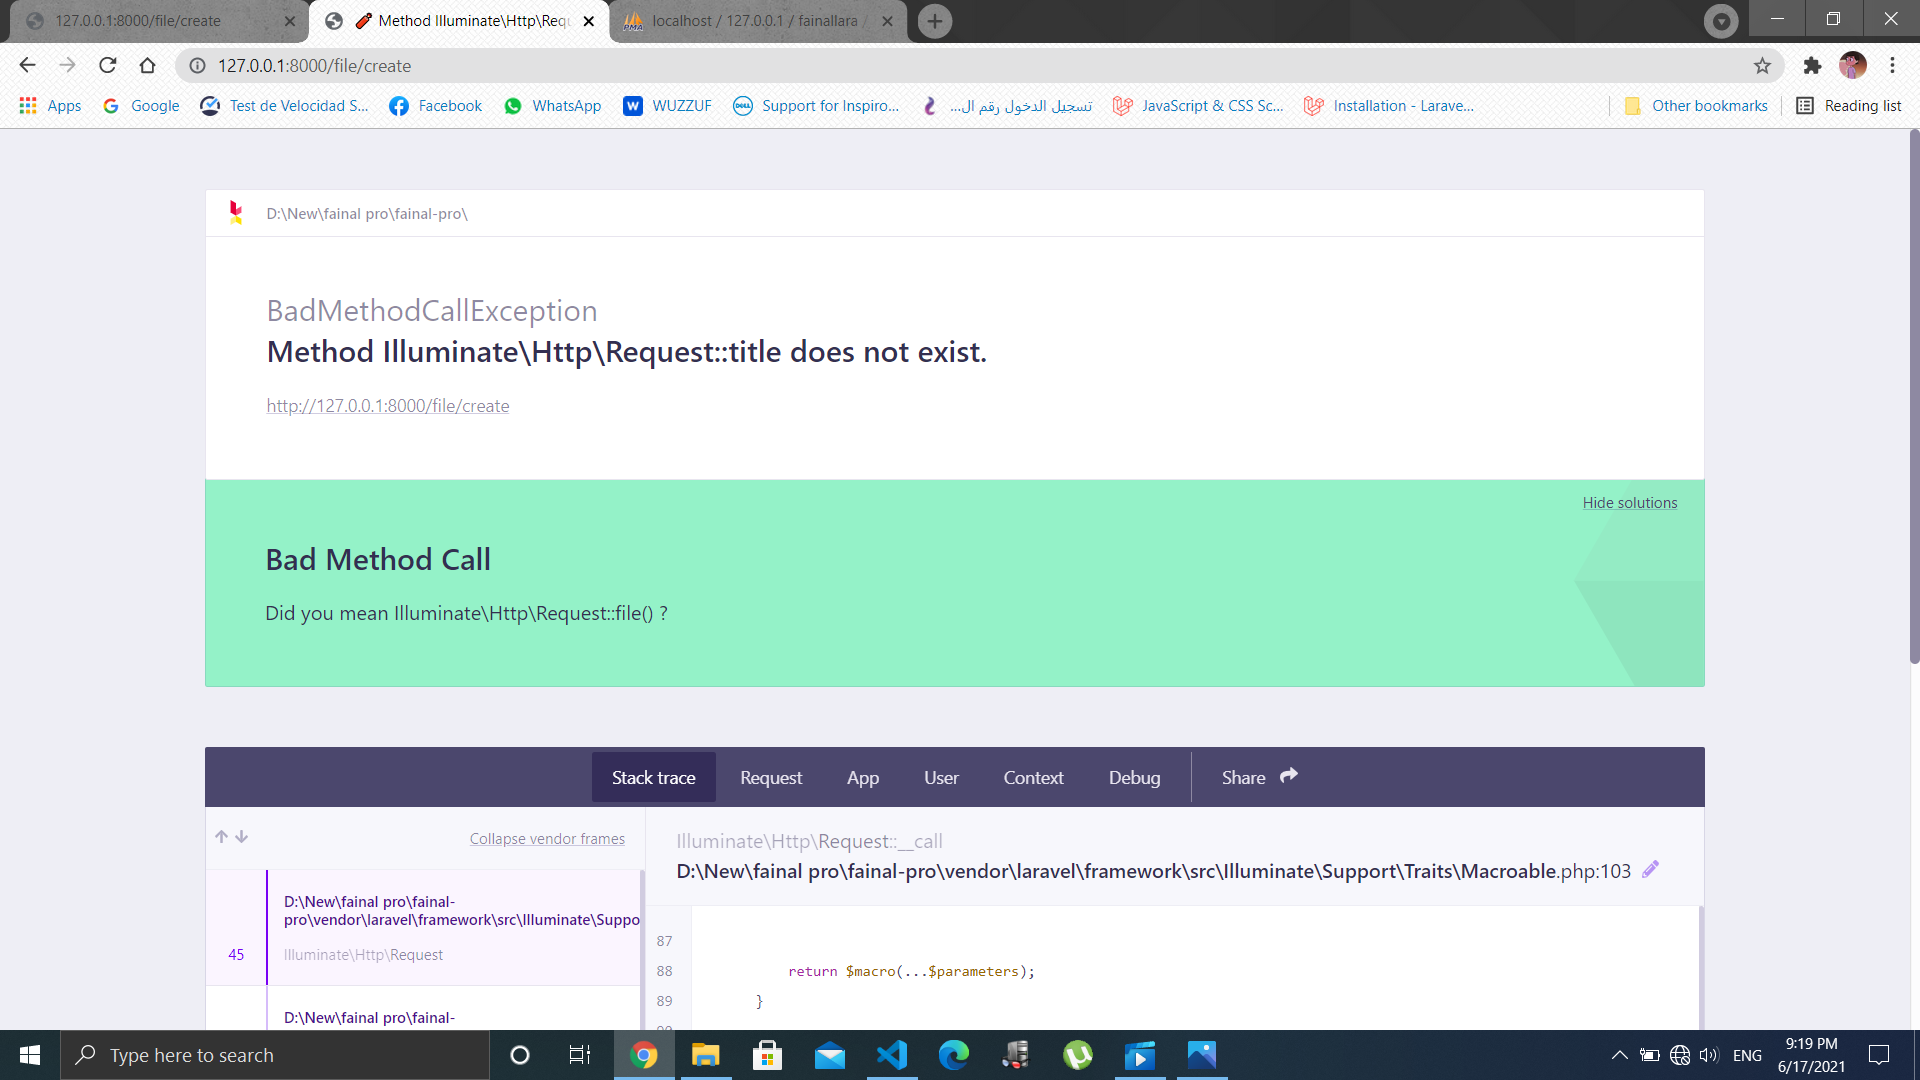 127.0.0.1:8000/file/create
Method Illuminate\Http\Requ
localhost / 127.0.0.1 / fainallara /
127.0.0.1:8000/file/create
Apps
Google
Test de Velocidad S...
Facebook
WhatsApp
WUZZUF
Support for Inspiro...
تسجيل الدخول رقم ال...
JavaScript & CSS Sc...
Installation - Larave...
Other bookmarks
Reading list
D:\New\fainal pro\fainal-pro\
BadMethodCallException
Method Illuminate\Http\Request::title does not exist.
http://127.0.0.1:8000/file/create
Hide solutions
Bad Method Call
Did you mean Illuminate\Http\Request::file() ?
Stack trace
Request
App
User
Context
Debug
Share
Collapse vendor frames
D:\New\fainal pro\fainal-
pro\vendor\laravel\framework\src\Illuminate\Suppo
45
Illuminate\Http\Request
D:\New\fainal pro\fainal-
Illuminate\Http\Request::__call
D:\New\fainal pro\fainal-pro\vendor\laravel\framework\src\Illuminate\Support\Traits\Macroable.php:103
87
88 return $macro(...$parameters);
89 }
Type here to search
ENG
9:19 PM
6/17/2021